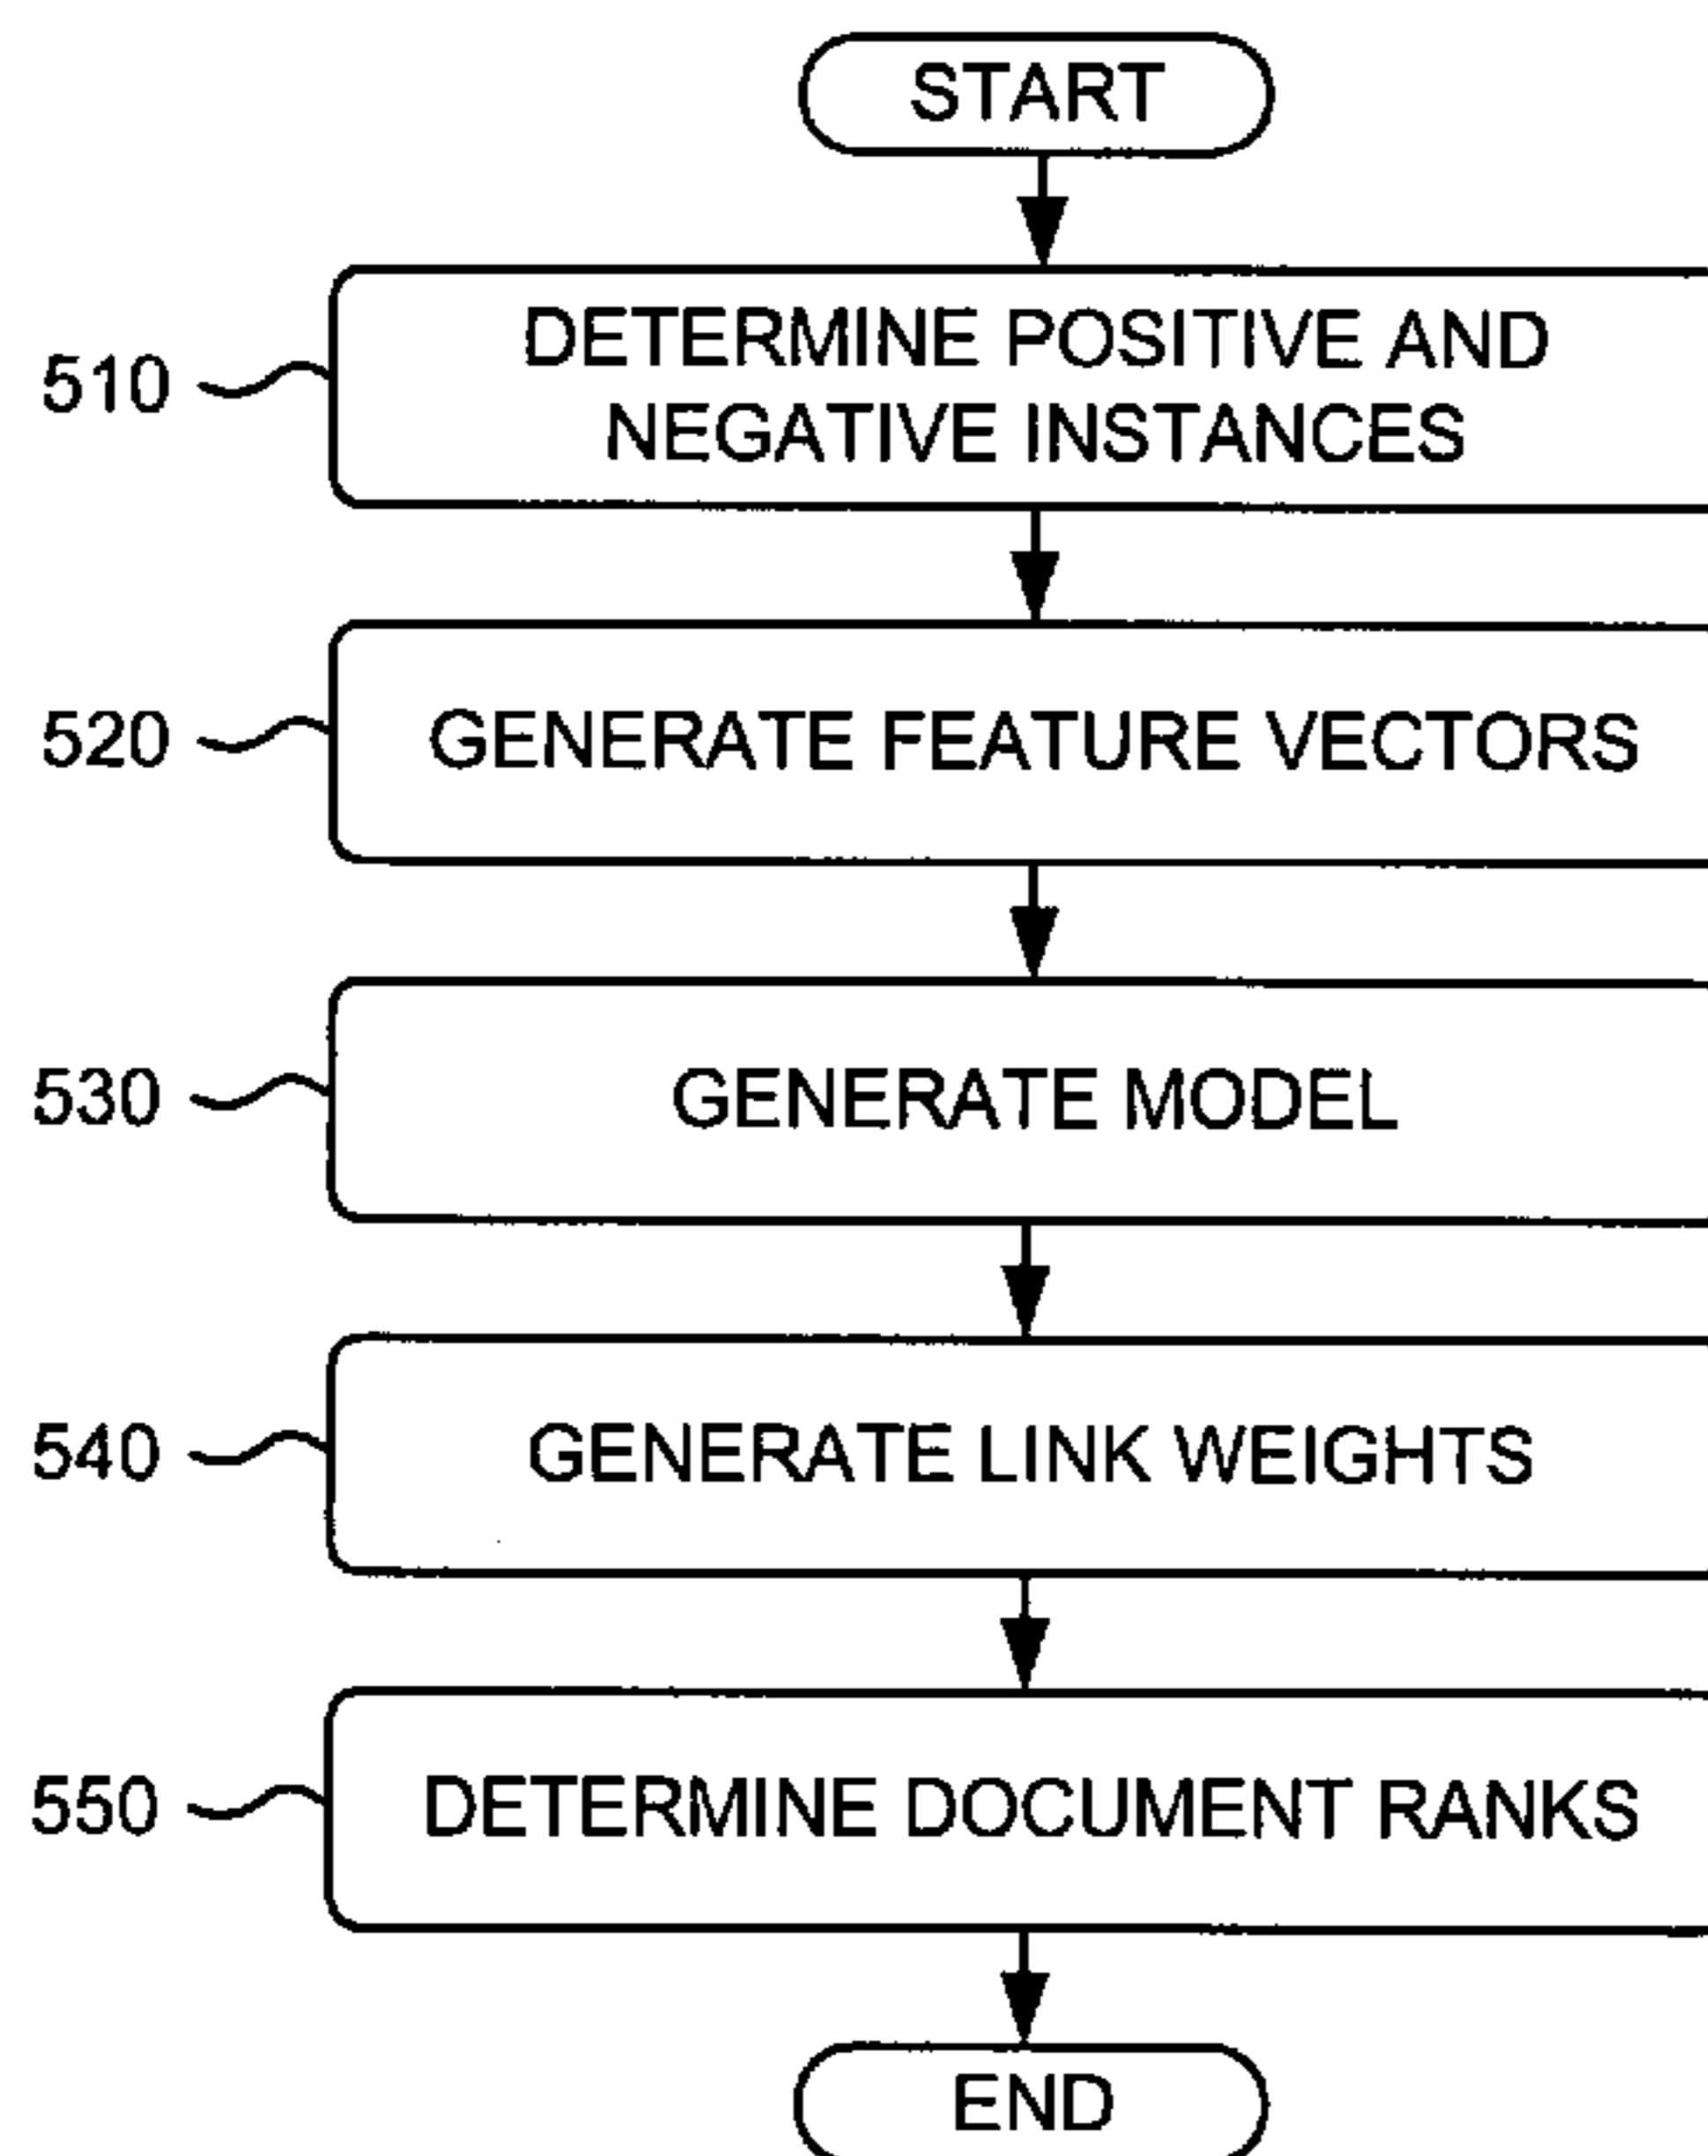 START
510
DETERMINE POSITIVE AND
NEGATIVE INSTANCES
520
GENERATE FEATURE VECTORS
530
GENERATE MODEL
540
GENERATE LINK WEIGHTS
550
DETERMINE DOCUMENT RANKS
END